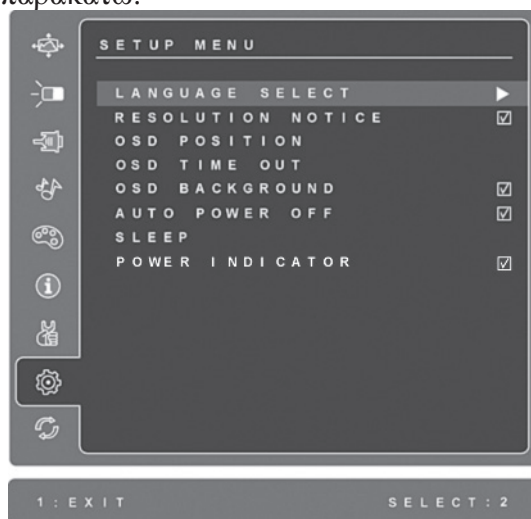 παρακάτω.
SETUP MENU
LANGUAGE SELECT
RESOLUTION NOTICE
OSD POSITION
OSD TIME OUT
OSD BACKGROUND
AUTO POWER OFF
SLEEP
POWER INDICATOR
1:EXIT SELECT:2